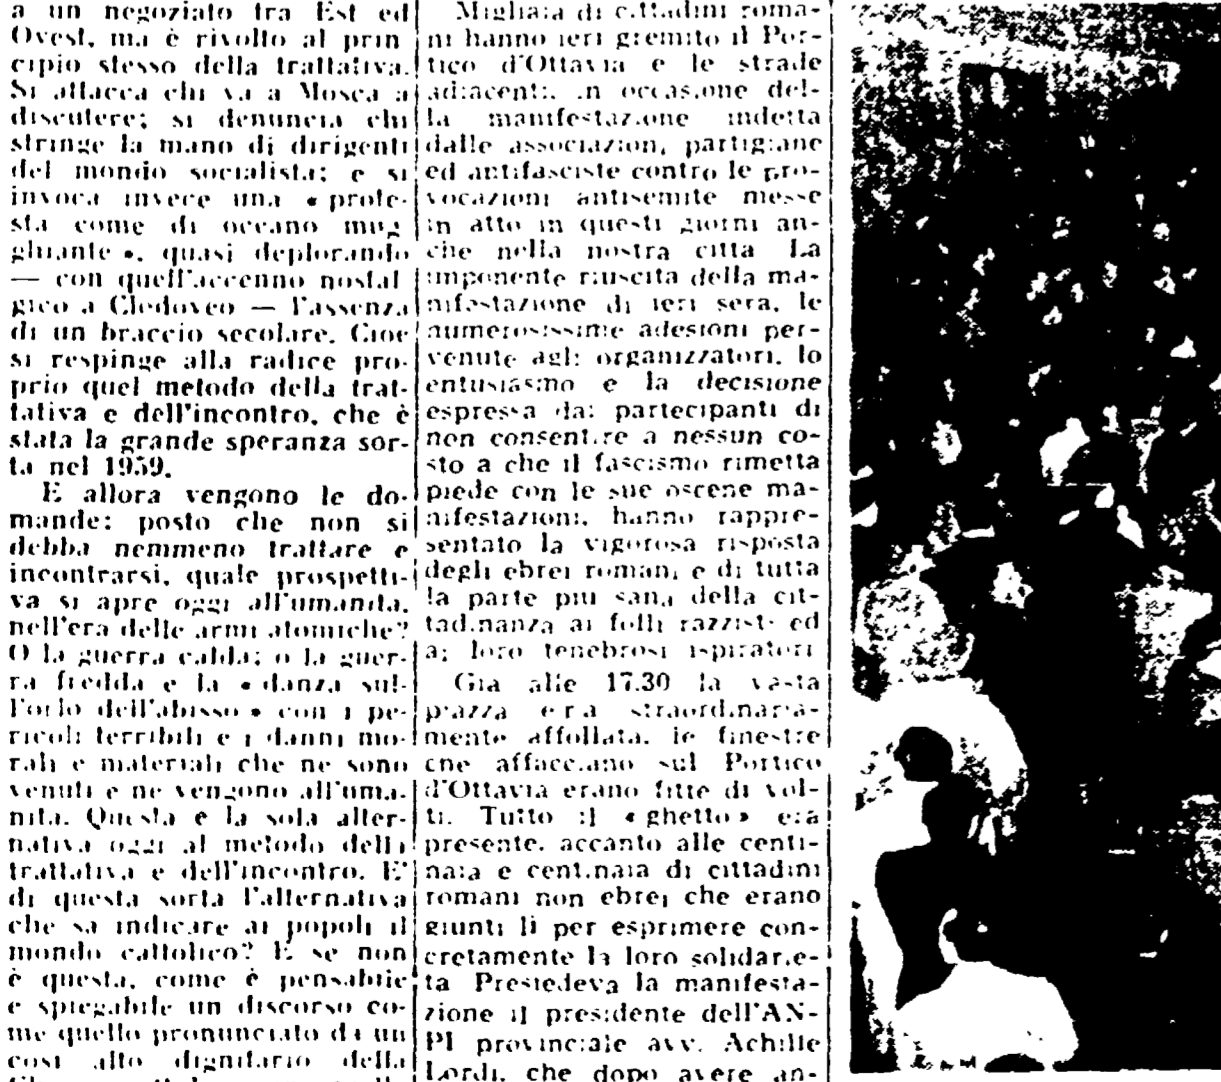 a un negoziato tra Est ed
Ovest, ma è rivolto al prin
cipio stesso della trattativa.
Si attacca chi va a Mosca a
discutere; si denuncia chi
stringe la mano di dirigenti
del mondo socialista; e si
invoca invece una « prote-
sta come di oceano mug
ghiante », quasi deplorando
— con quell'accenno nostal
gico a Clodoveo — l'assenza
di un braccio secolare. Cioè
si respinge alla radice pro-
prio quel metodo della trat-
tativa e dell'incontro, che è
stata la grande speranza sor-
ta nel 1959.
E allora vengono le do-
mande: posto che non si
debba nemmeno trattare e
incontrarsi, quale prospetti-
va si apre oggi all'umanità,
nell'era delle armi atomiche?
O la guerra calda; o la guer-
ra fredda e la « danza sul-
l'orlo dell'abisso » con i pe-
ricoli terribili e i danni mo-
rali e materiali che ne sono
venuti e ne vengono all'uma-
nità. Questa è la sola alter-
nativa oggi al metodo della
trattativa e dell'incontro. E'
di questa sorta l'alternativa
che sa indicare ai popoli il
mondo cattolico? E se non
è questa, come è pensabile
e spiegabile un discorso co-
me quello pronunciato da un
così alto dignitario della
Migliaia di cittadini roma-
ni hanno ieri gremito il Por-
tico d'Ottavia e le strade
adiacenti, in occasione del-
la manifestazione indetta
dalle associazioni partigiane
ed antifasciste contro le pro-
vocazioni antisemite messe
in atto in questi giorni an-
che nella nostra città La
imponente riuscita della ma-
nifestazione di ieri sera, le
numerosissime adesioni per-
venute agli organizzatori, lo
entusiasmo e la decisione
espressa dai partecipanti di
non consentire a nessun co-
sto a che il fascismo rimetta
piede con le sue oscene ma-
nifestazioni, hanno rappre-
sentato la vigorosa risposta
degli ebrei romani e di tutta
la parte più sana della cit-
tadinanza ai folli razzisti ed
ai loro tenebrosi ispiratori
Già alle 17.30 la vasta
piazza era straordinaria-
mente affollata, le finestre
che affacciano sul Portico
d'Ottavia erano fitte di vol-
ti. Tutto il « ghetto » era
presente, accanto alle centi-
naia e centinaia di cittadini
romani non ebrei che erano
giunti lì per esprimere con-
cretamente la loro solidarie-
tà Presiedeva la manifesta-
zione il presidente dell'AN-
PI provinciale avv. Achille
Lordi, che dopo avere an-